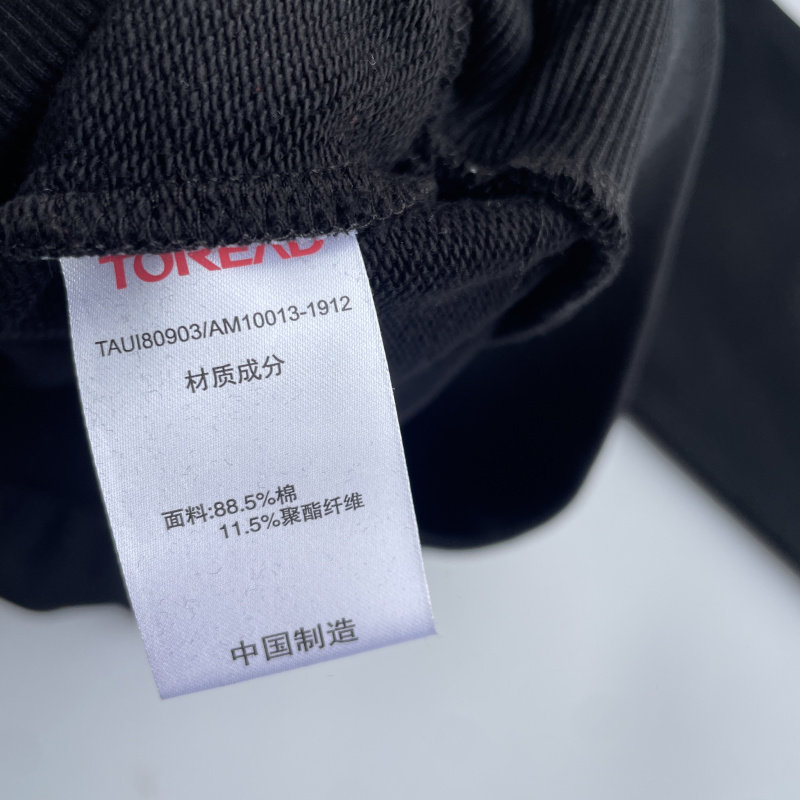 TOREAD
TAUI80903/AM10013-1912
材质成分
面料:88.5%棉
11.5%聚酯纤维
中国制造